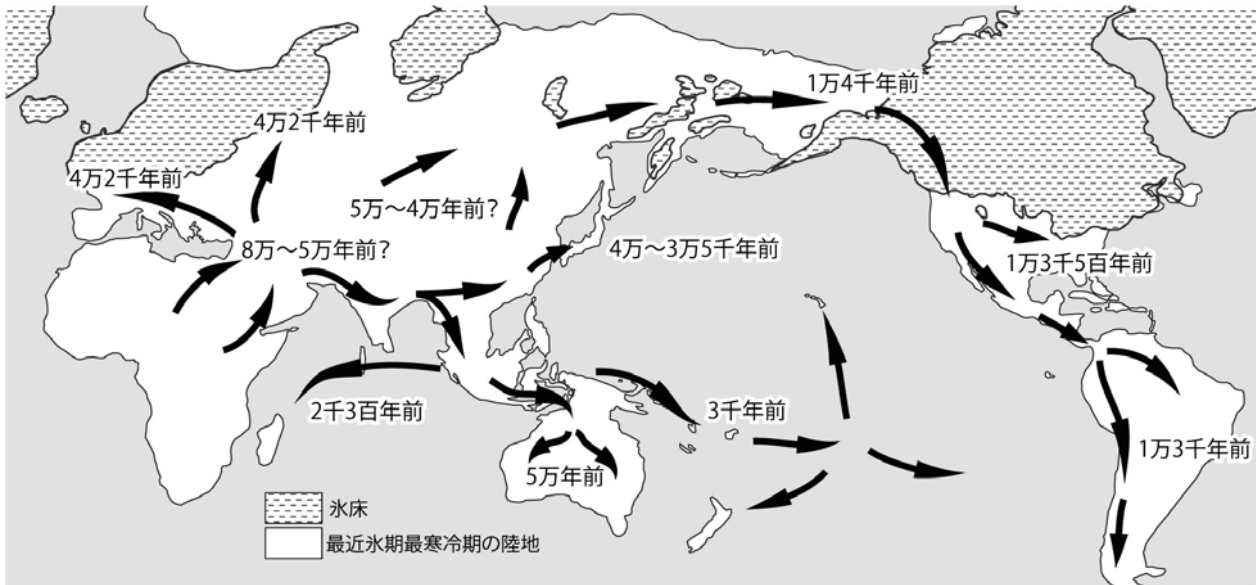 1万4千年前
4万2千年前
4万2千年前
5万～4万年前？
8万～5万年前？
4万～3万5千年前
1万3千5百年前
2千3百年前
3千年前
1万3千年前
5万年前
氷床
最近氷期最寒冷期の陸地